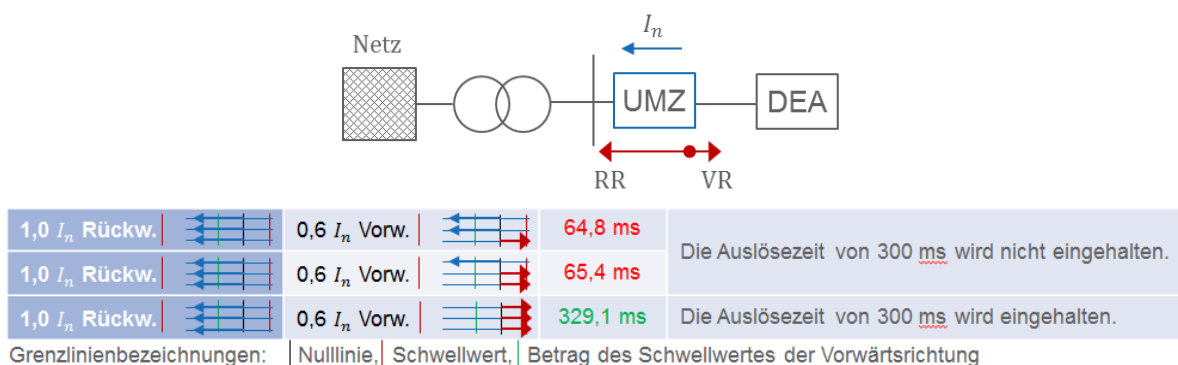 Netz
I_n
UMZ
DEA
RR
VR
1,0 I_n Rückw. 0,6 I_n Vorw. 64,8 ms Die Auslösezeit von 300 ms wird nicht eingehalten.
1,0 I_n Rückw. 0,6 I_n Vorw. 65,4 ms
1,0 I_n Rückw. 0,6 I_n Vorw. 329,1 ms Die Auslösezeit von 300 ms wird eingehalten.
Grenzlinienbezeichnungen: | Nulllinie, | Schwellwert, | Betrag des Schwellwertes der Vorwärtsrichtung